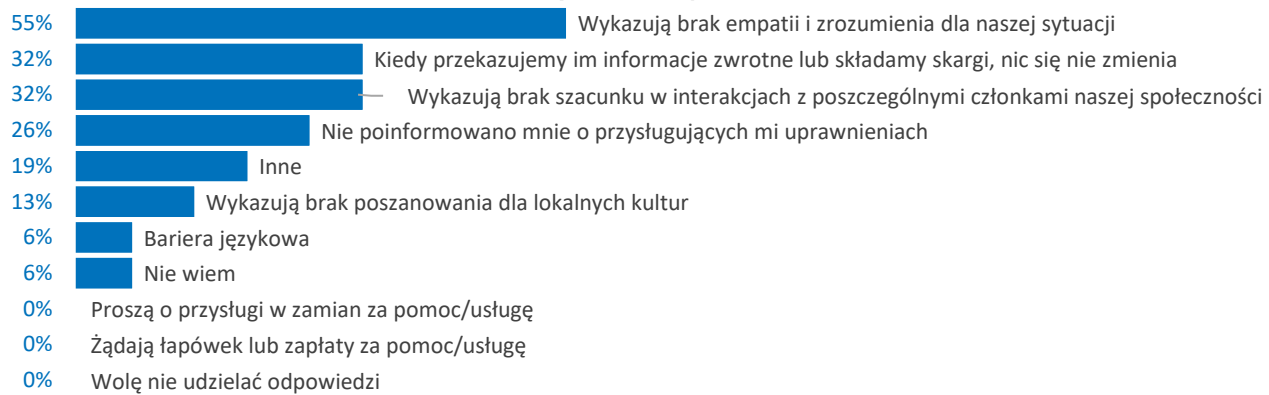 55% Wykazują brak empatii i zrozumienia dla naszej sytuacji
32% Kiedy przekazujemy im informacje zwrotne lub składamy skargi, nic się nie zmienia
32% Wykazują brak szacunku w interakcjach z poszczególnymi członkami naszej społeczności
26% Nie poinformowano mnie o przysługujących mi uprawnieniach
19% Inne
13% Wykazują brak poszanowania dla lokalnych kultur
6% Bariera językowa
6% Nie wiem
0% Proszą o przysługi w zamian za pomoc/usługę
0% Żądają łapówek lub zapłaty za pomoc/usługę
0% Wolę nie udzielać odpowiedzi